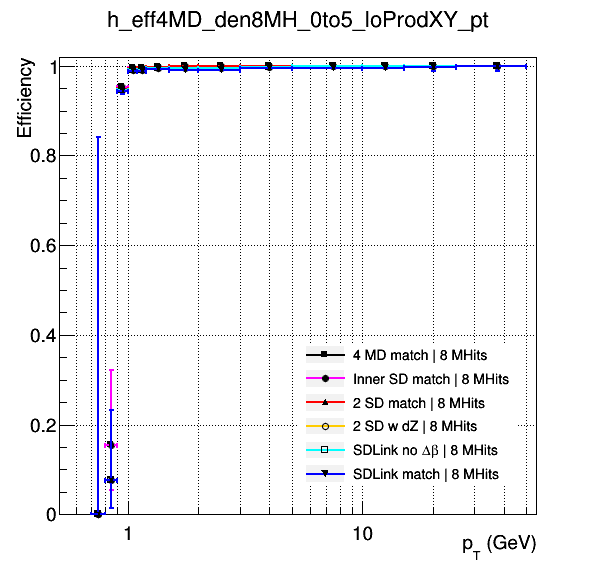 h_eff4MD_den8MH_0to5_loProdXY_pt
Efficiency
1
0.8
0.6
0.4
0.2
0
4 MD match | 8 MHits
Inner SD match | 8 MHits
2 SD match | 8 MHits
2 SD w dZ | 8 MHits
SDLink no Δβ | 8 MHits
SDLink match | 8 MHits
1 10
p_T (GeV)